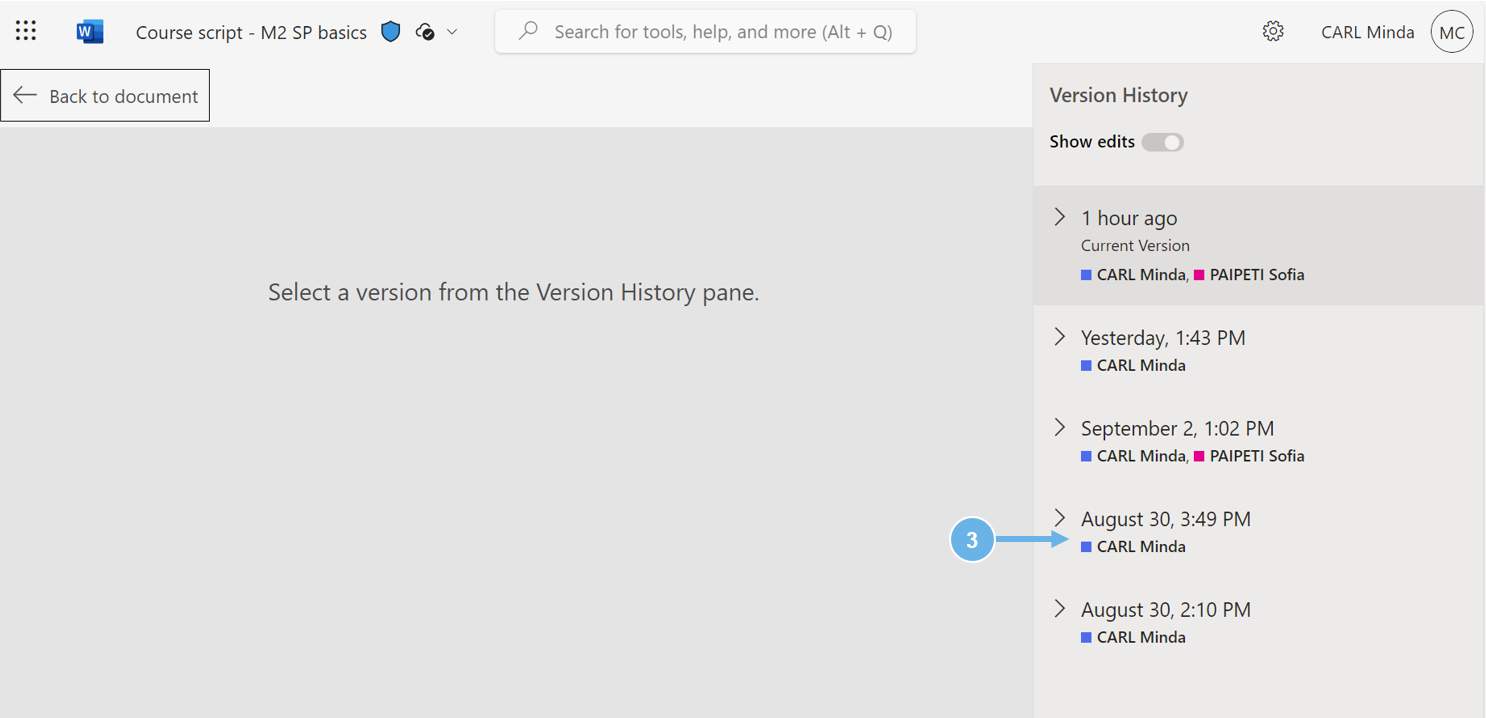 W Course script - M2 SP basics Search for tools, help, and more (Alt + Q) CARL Minda MC
Back to document
Version History
Show edits
1 hour ago
Current Version
CARL Minda, PAIPETI Sofia
Select a version from the Version History pane.
Yesterday, 1:43 PM
CARL Minda
September 2, 1:02 PM
CARL Minda, PAIPETI Sofia
August 30, 3:49 PM
3
CARL Minda
August 30, 2:10 PM
CARL Minda